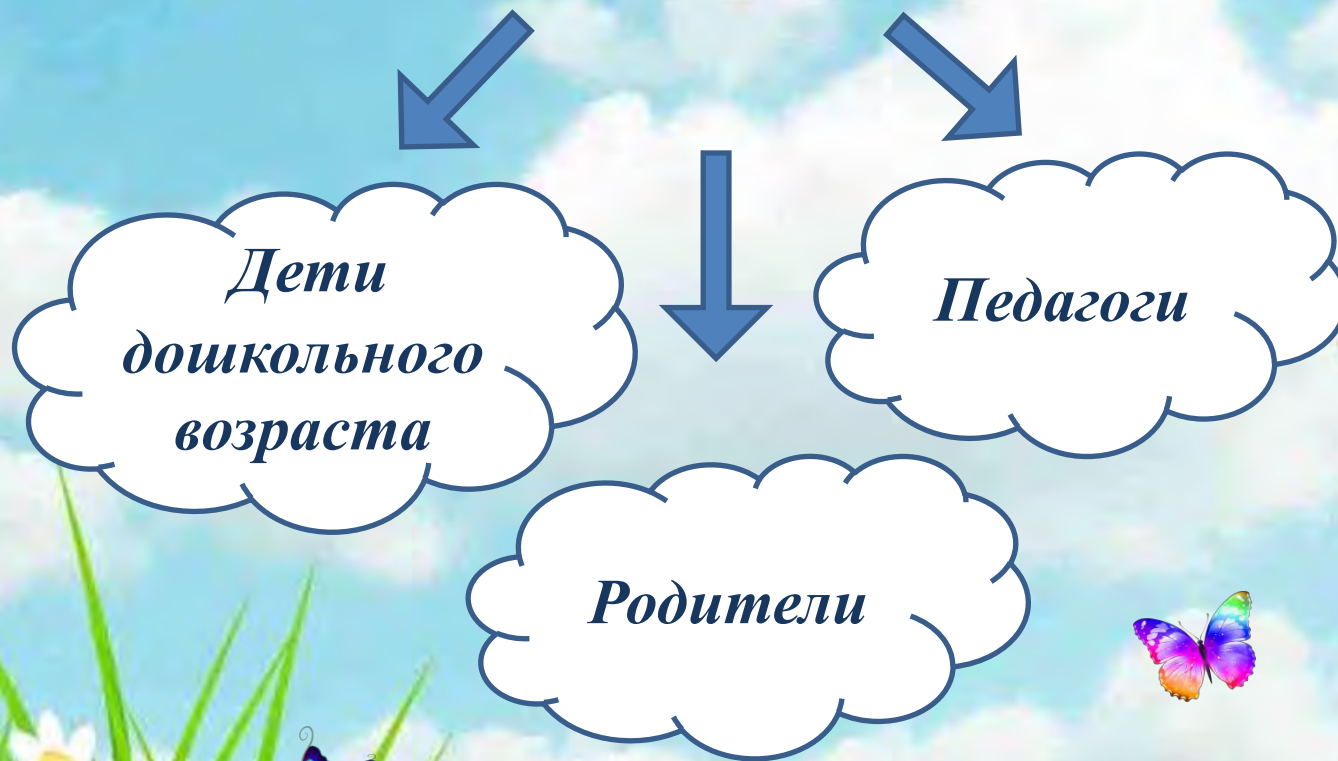 Дети
дошкольного
возраста
Педагоги
Родители